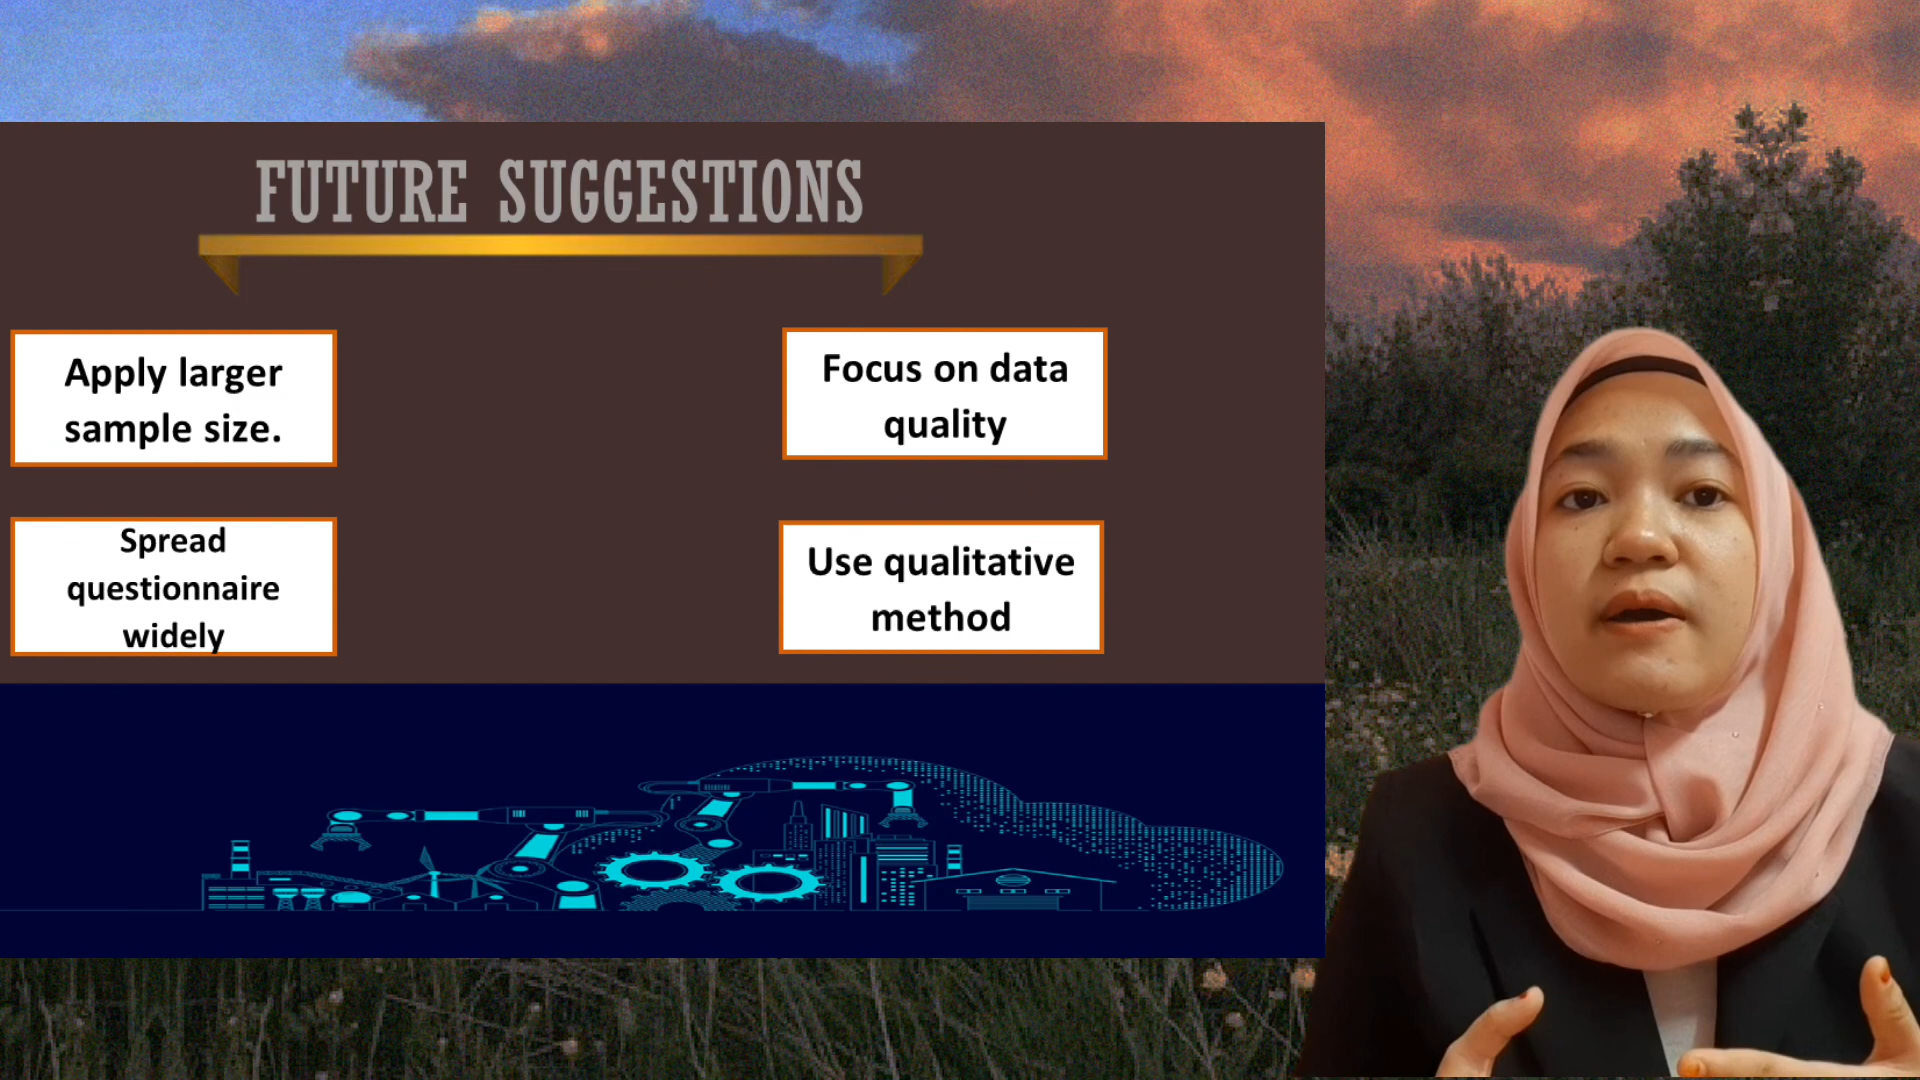 FUTURE SUGGESTIONS
Apply larger
sample size.
Focus on data
quality
Spread
questionnaire
widely
Use qualitative
method